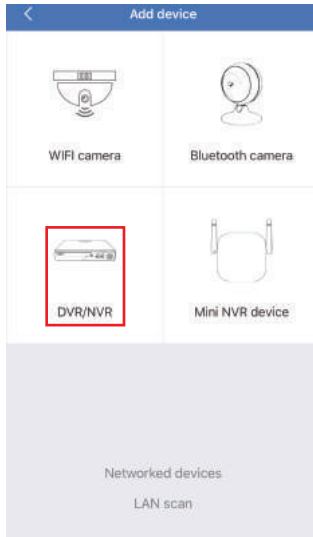 Add device
WIFI camera
Bluetooth camera
DVR/NVR
Mini NVR device
Networked devices
LAN scan